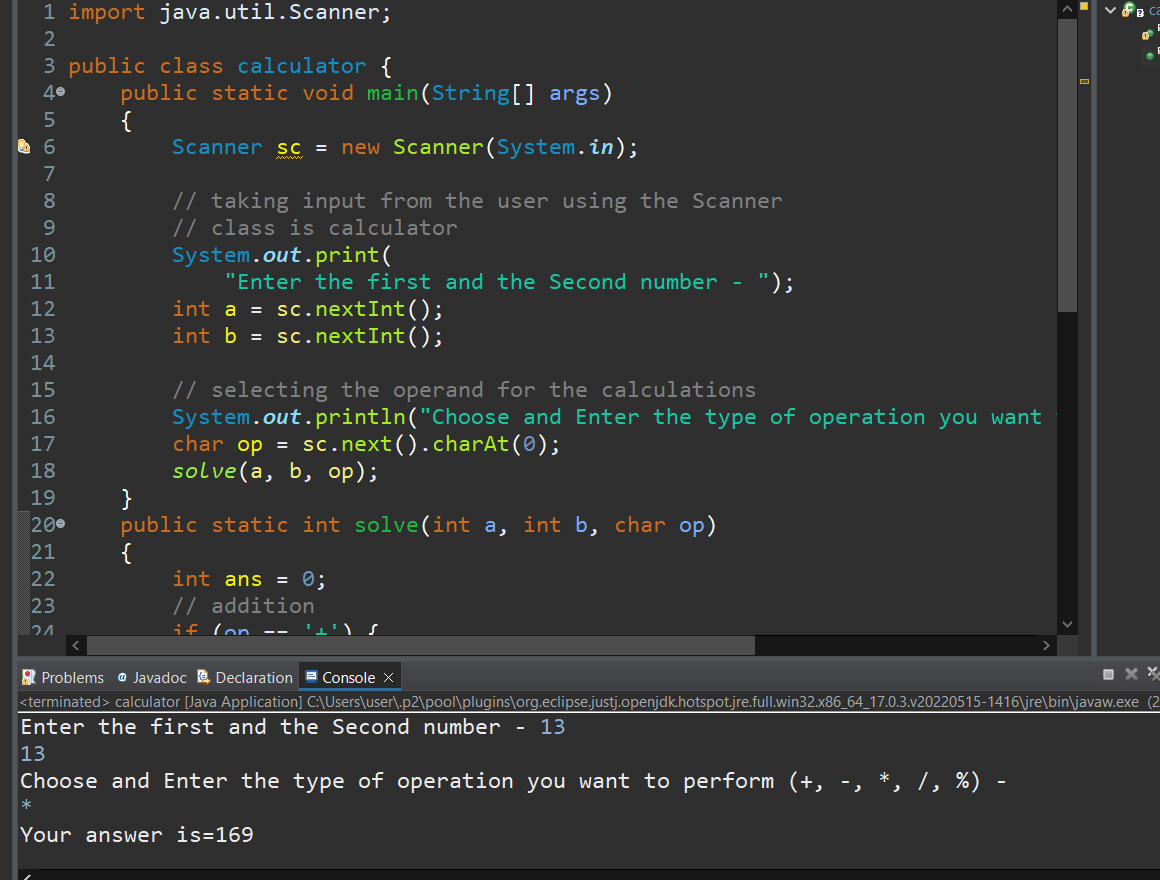 1 import java.util.Scanner;
2
3 public class calculator {
4 public static void main(String[] args)
5 {
6 Scanner sc = new Scanner(System.in);
7
8 // taking input from the user using the Scanner
9 // class is calculator
10 System.out.print(
11 "Enter the first and the Second number - ");
12 int a = sc.nextInt();
13 int b = sc.nextInt();
14
15 // selecting the operand for the calculations
16 System.out.println("Choose and Enter the type of operation you want
17 char op = sc.next().charAt(0);
18 solve(a, b, op);
19 }
20 public static int solve(int a, int b, char op)
21 {
22 int ans = 0;
23 // addition
24 if (op == '+') {
Problems Javadoc Declaration Console
<terminated> calculator [Java Application] C:\Users\user\.p2\pool\plugins\org.eclipse.justj.openjdk.hotspot.jre.full.win32.x86_64_17.0.3.v20220515-1416\jre\bin\javaw.exe (2
Enter the first and the Second number - 13
13
Choose and Enter the type of operation you want to perform (+, -, *, /, %) -
*
Your answer is=169